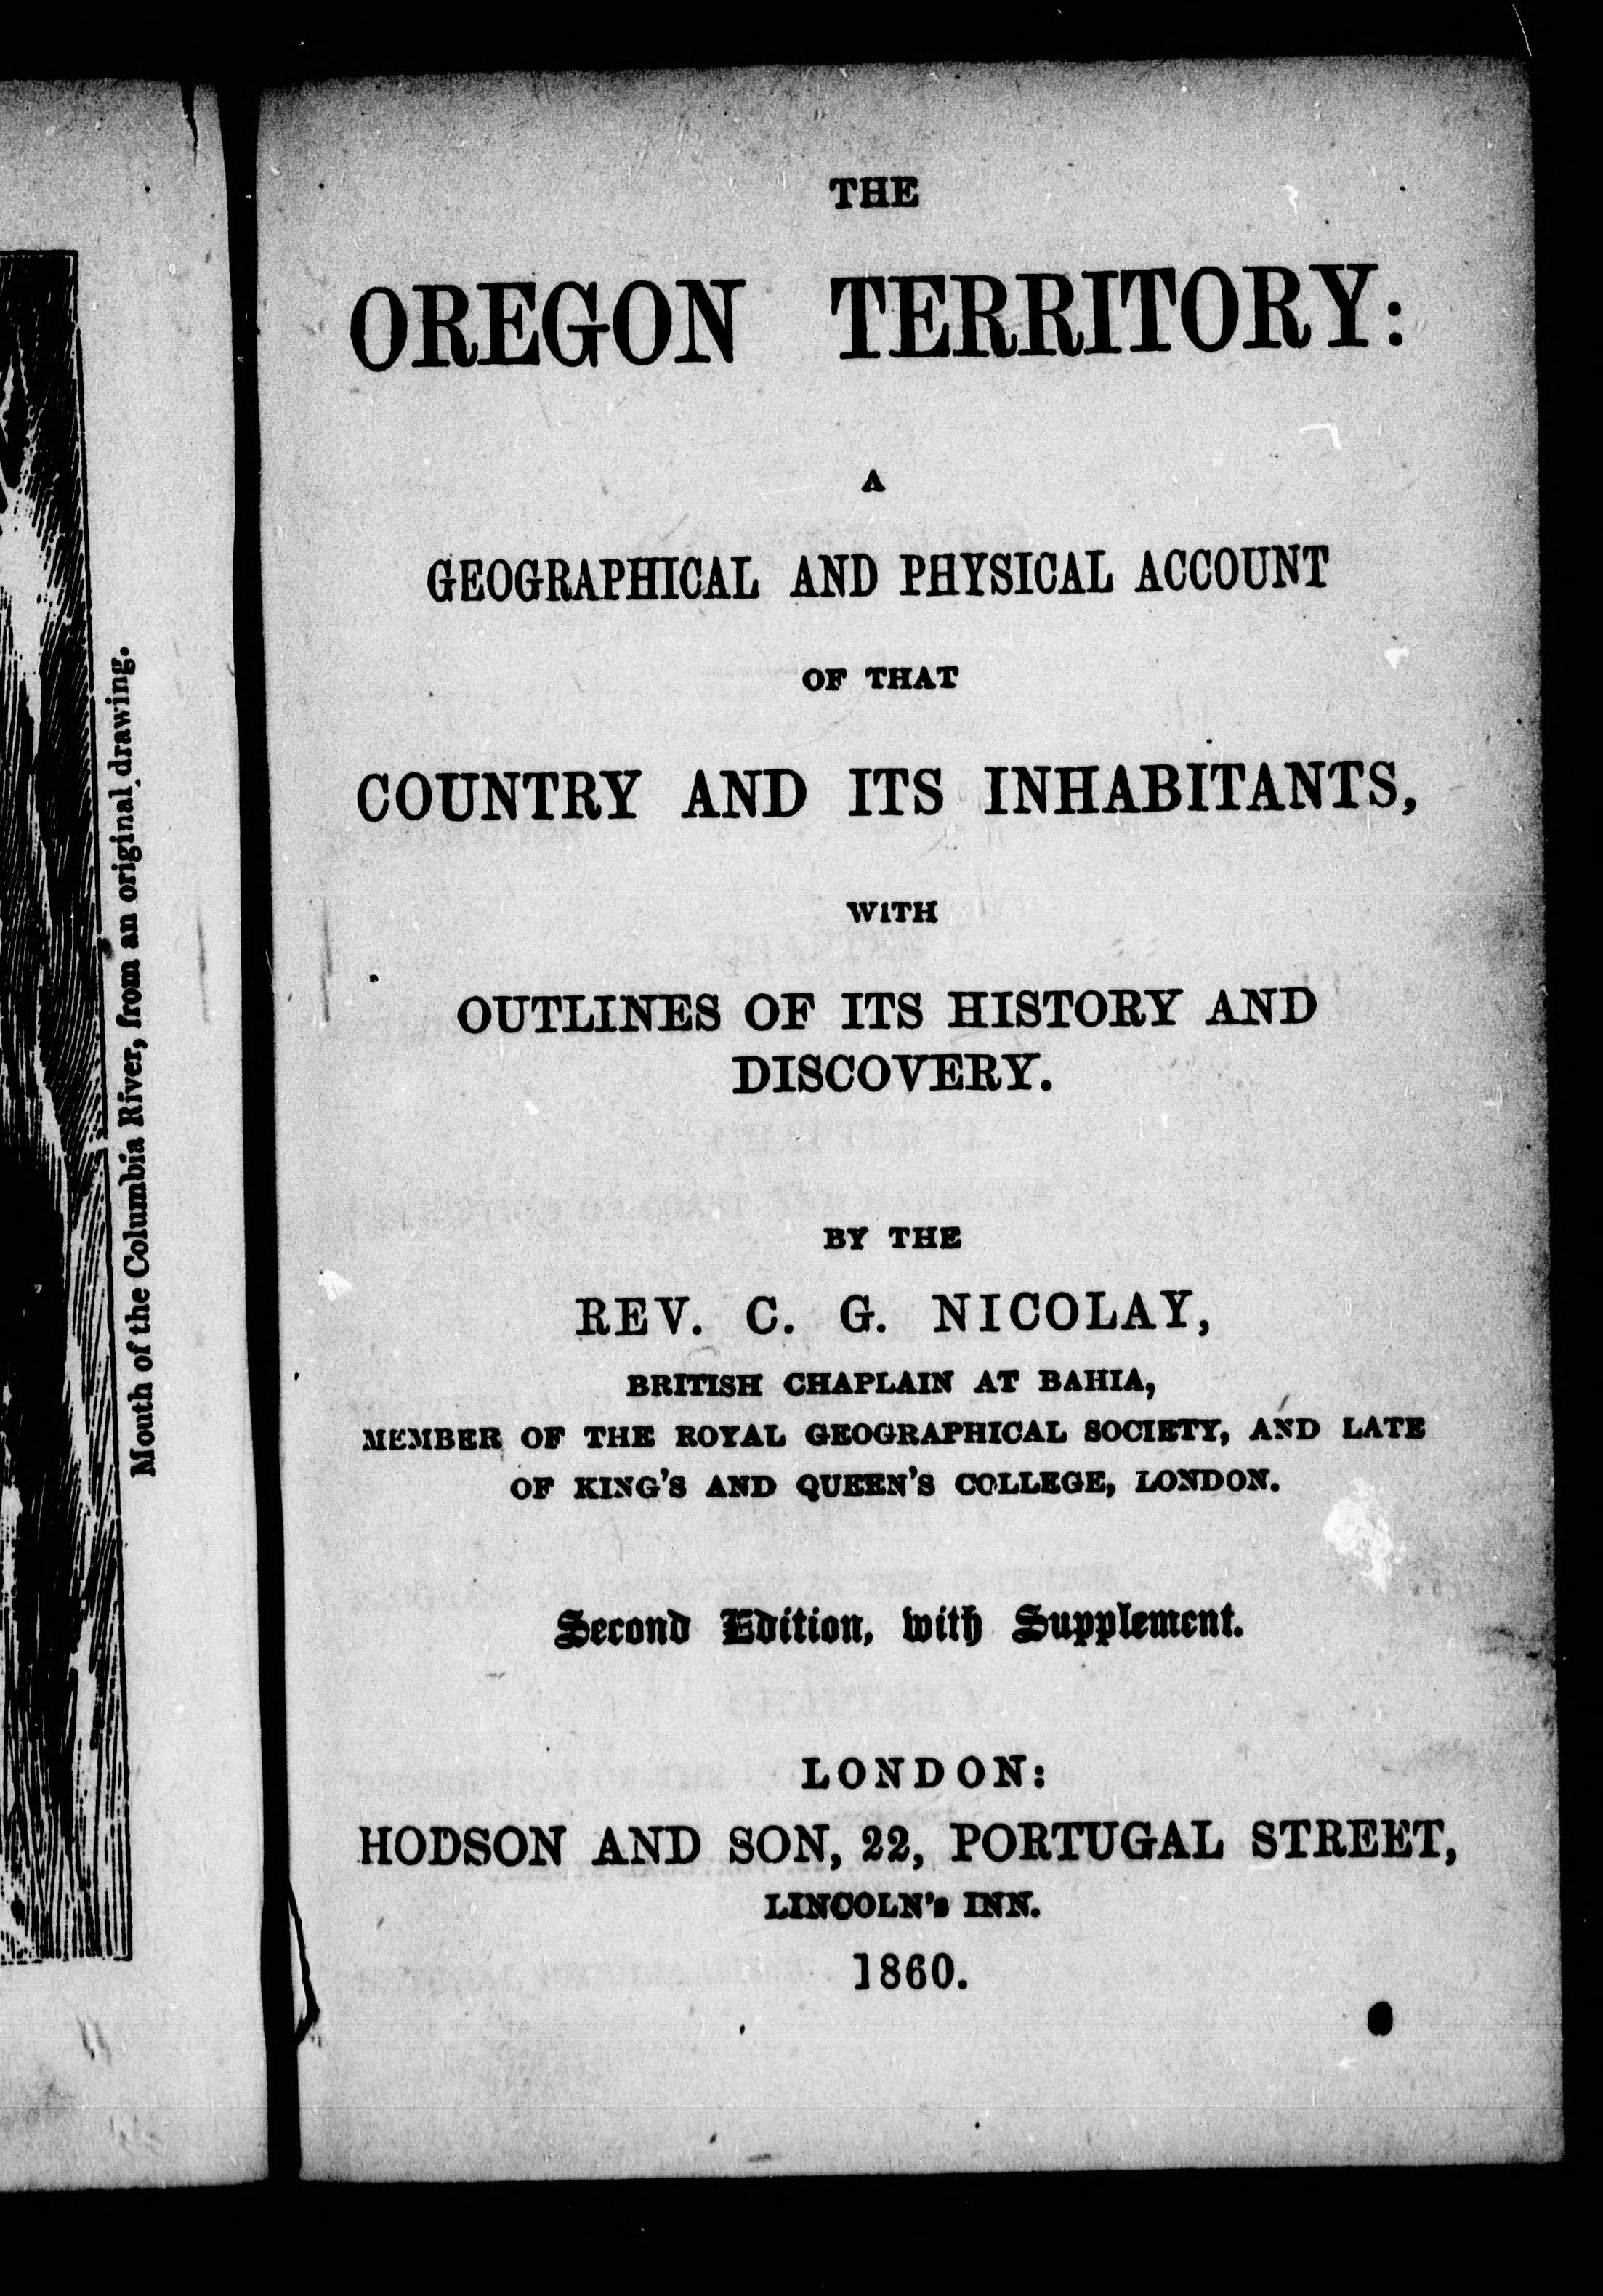 Mouth of the Columbia River, from an original drawing.
THE
OREGON TERRITORY:
A
GEOGRAPHICAL AND PHYSICAL ACCOUNT
OF THAT
COUNTRY AND ITS INHABITANTS,
WITH
OUTLINES OF ITS HISTORY AND
DISCOVERY.
BY THE
REV. C. G. NICOLAY,
BRITISH CHAPLAIN AT BAHIA,
MEMBER OF THE ROYAL GEOGRAPHICAL SOCIETY, AND LATE
OF KING'S AND QUEEN'S COLLEGE, LONDON.
Second Edition, with Supplement.
LONDON:
HODSON AND SON, 22, PORTUGAL STREET,
LINCOLN's INN.
1860.